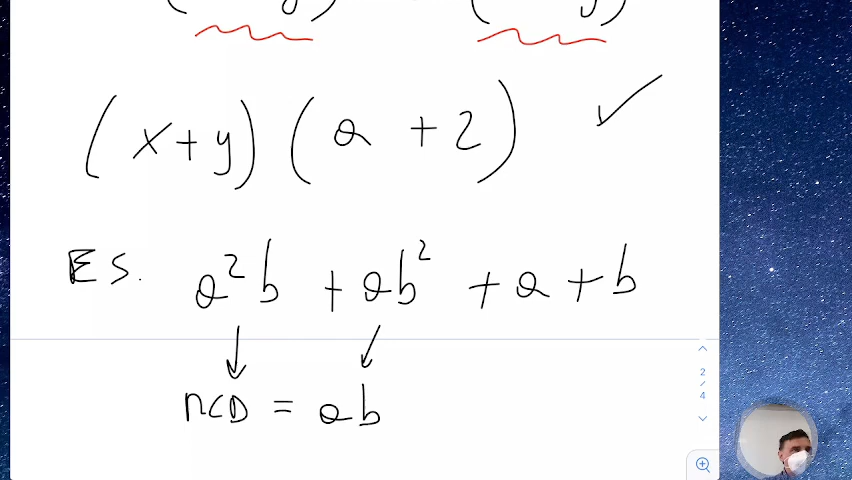 (x+y) (a +2) ✓
ES. a²b + ab² + a + b
MCD = ab
2
/
4